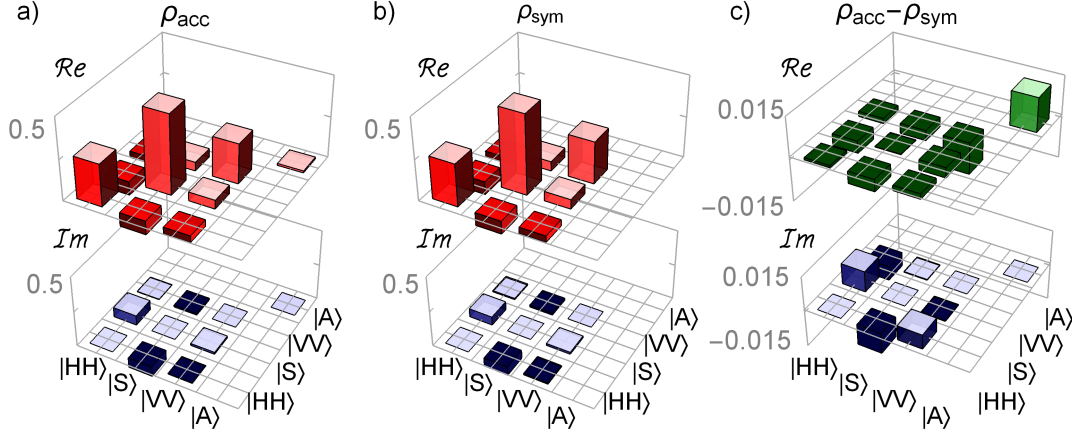 a) ρacc
ℛe
0.5
ℐm
0.5
|HH⟩
|S⟩
|VV⟩
|A⟩
|HH⟩
|S⟩
|VV⟩
|A⟩
b) ρsym
ℛe
0.5
ℐm
0.5
|HH⟩
|S⟩
|VV⟩
|A⟩
|HH⟩
|S⟩
|VV⟩
|A⟩
c) ρacc−ρsym
ℛe
0.015
−0.015
ℐm
0.015
−0.015
|HH⟩
|S⟩
|VV⟩
|A⟩
|HH⟩
|S⟩
|VV⟩
|A⟩